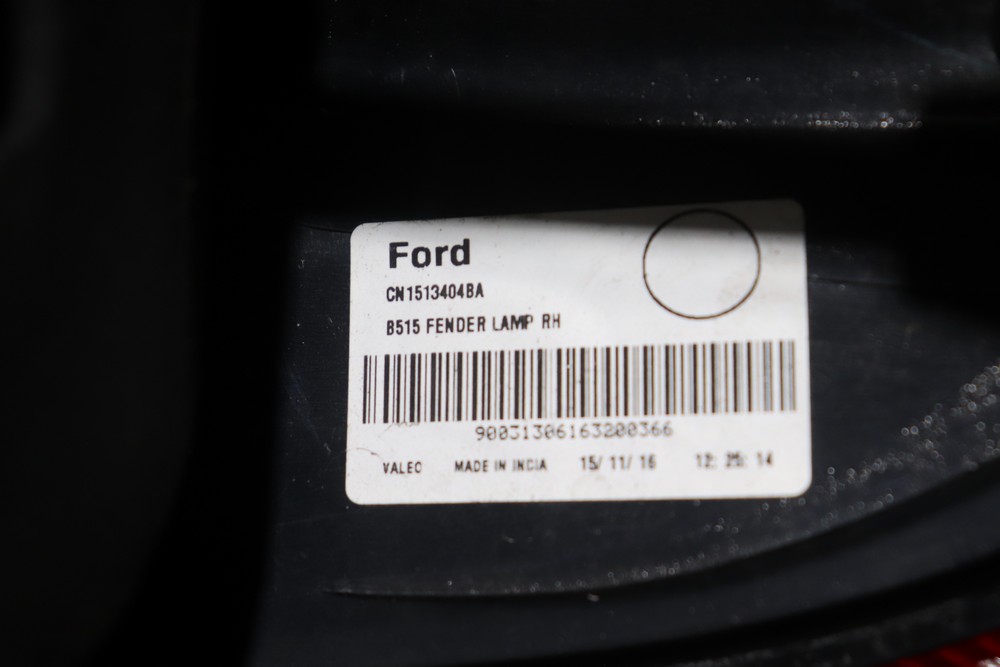 Ford
CN1513404BA
B515 FENDER LAMP RH
90031306163200366
VALEO MADE IN INDIA 15/11/16 12:25:14